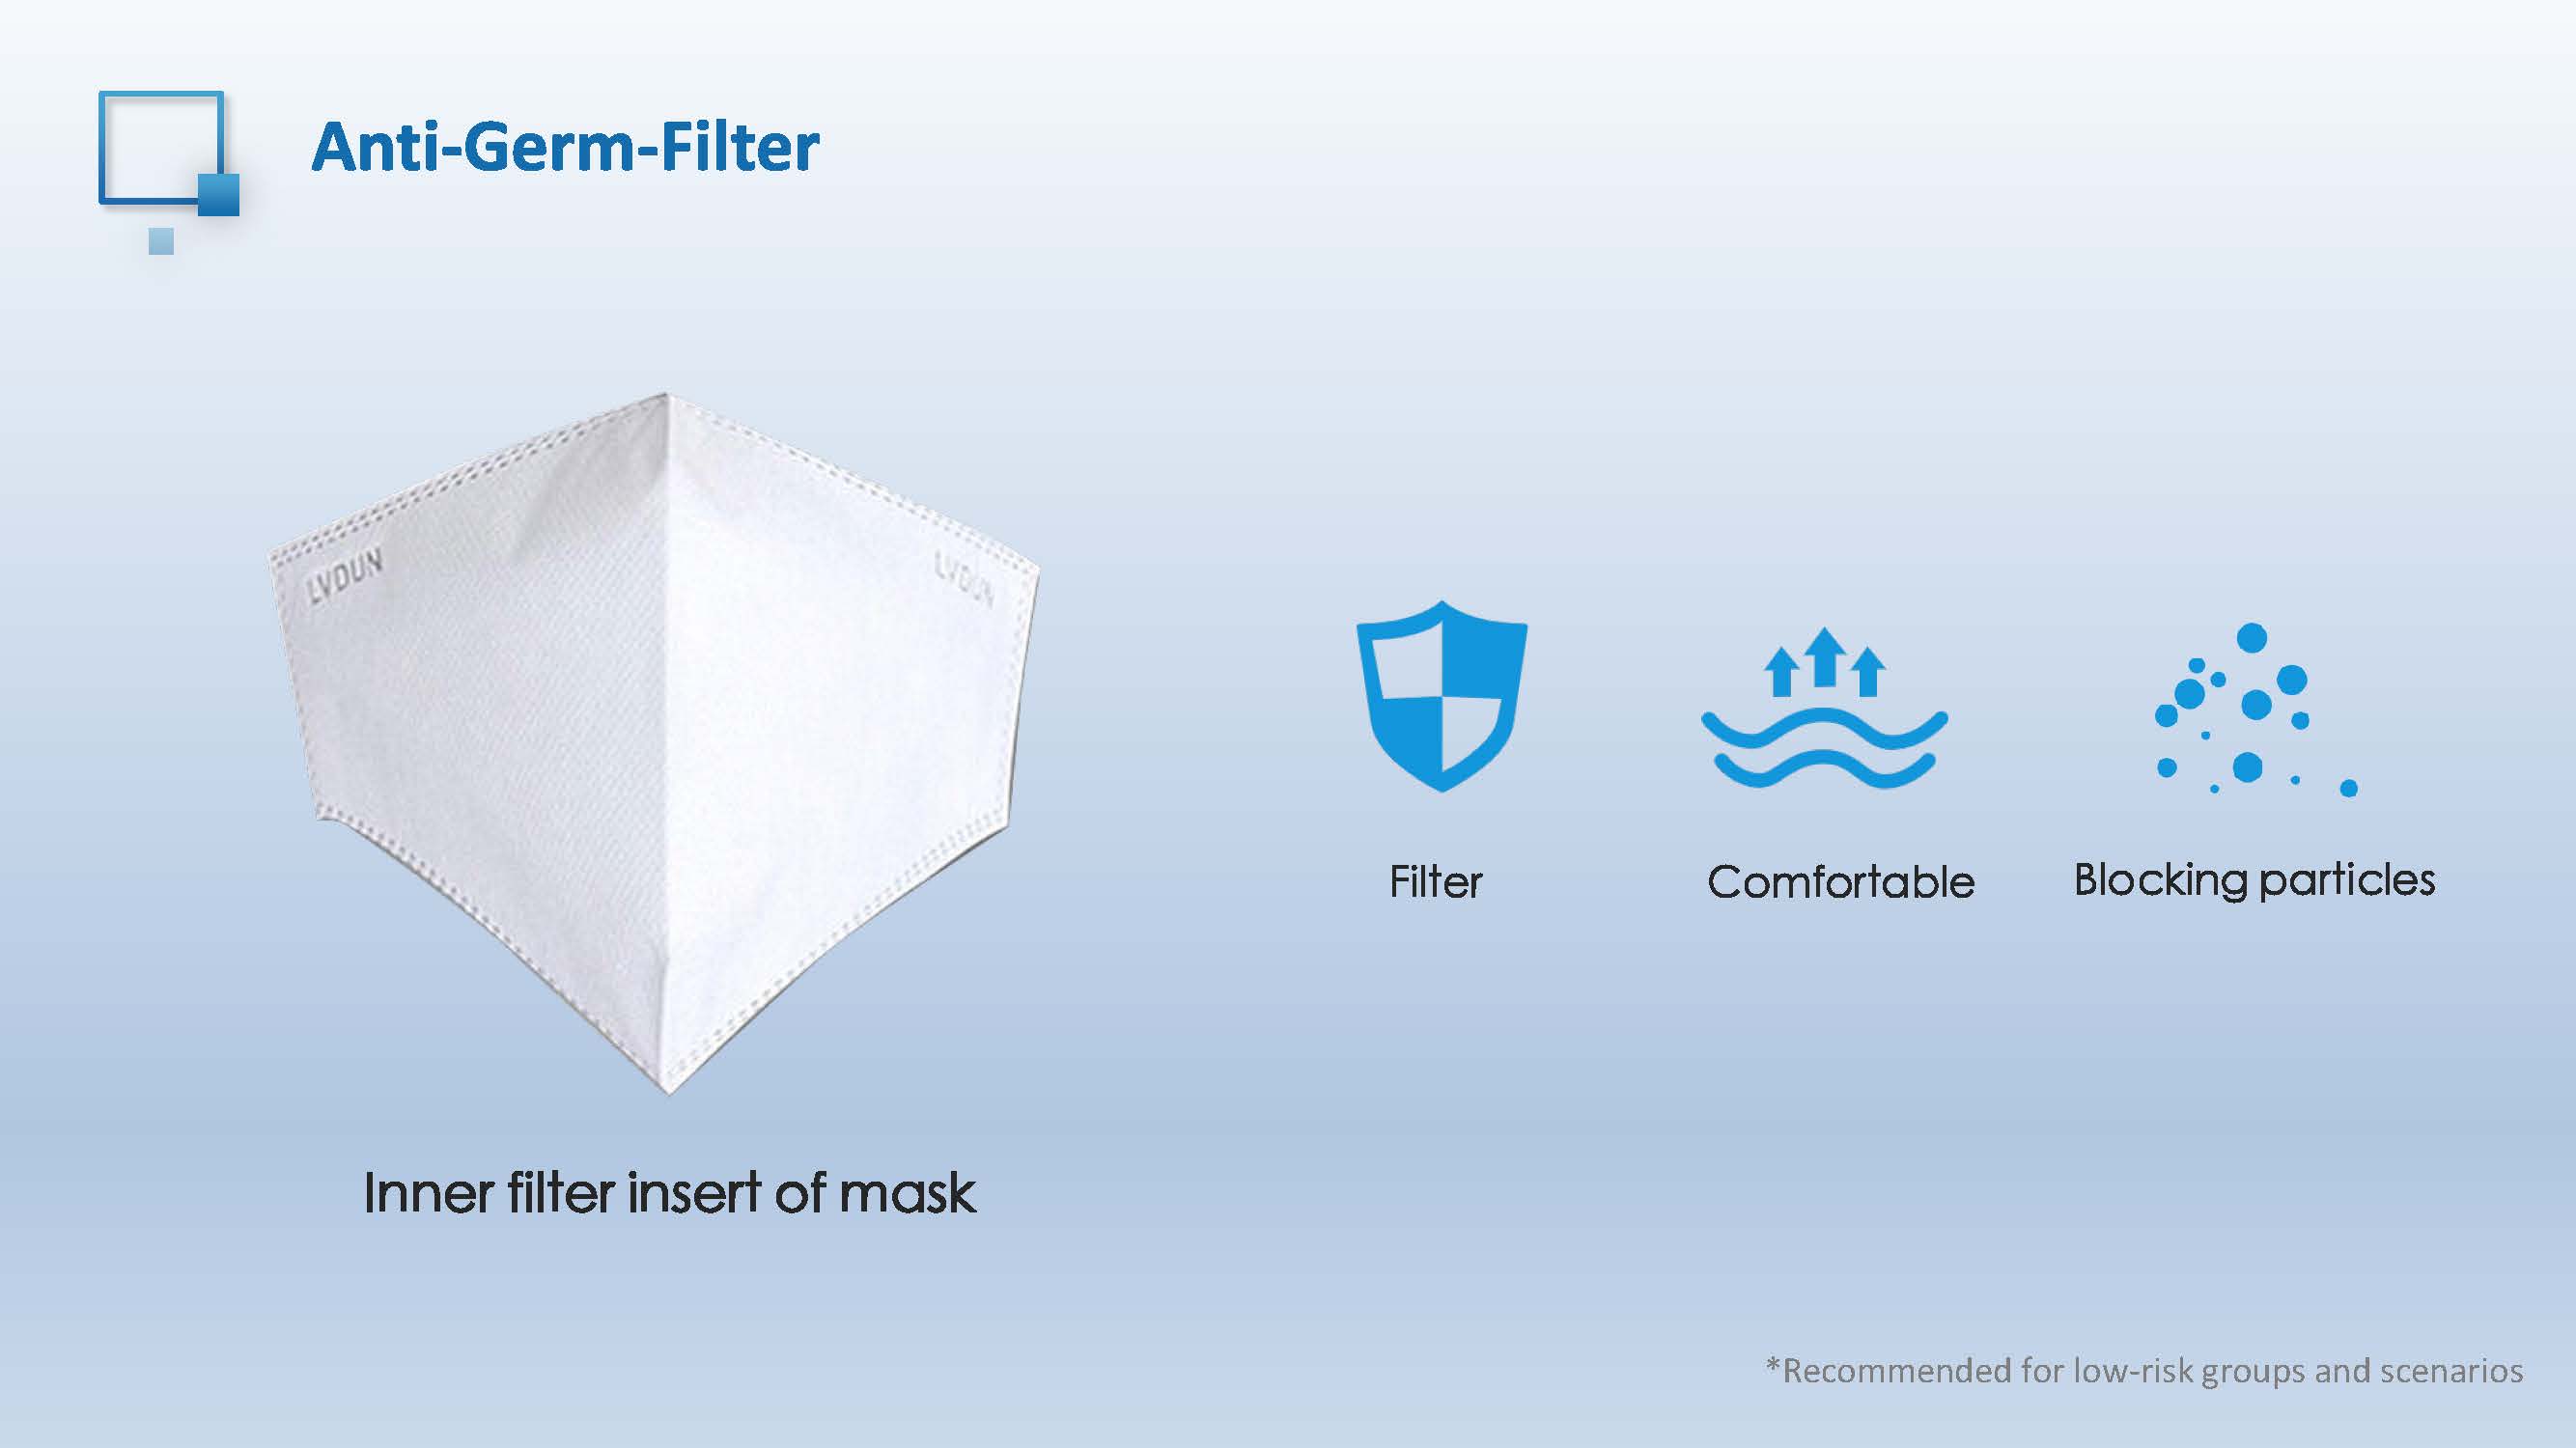 Anti-Germ-Filter
LVDUN
LVDUN
Filter
Comfortable
Blocking particles
Inner filter insert of mask
*Recommended for low-risk groups and scenarios